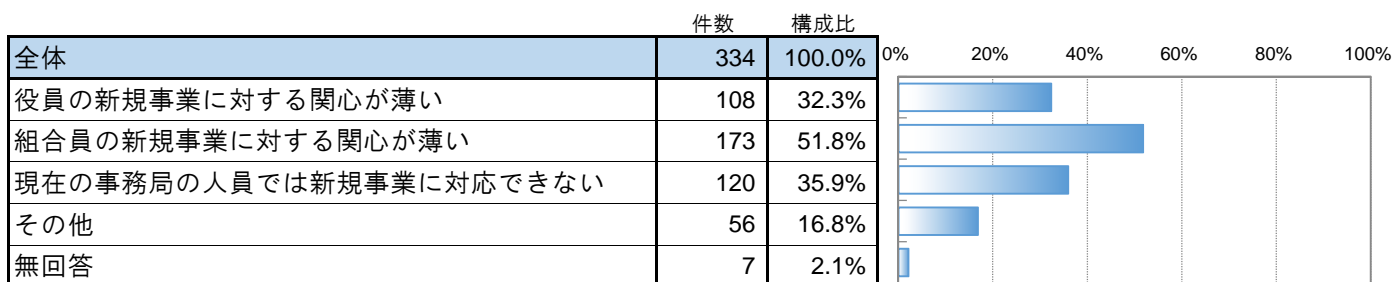 件数 構成比
全体 334 100.0% 0% 20% 40% 60% 80% 100%
役員の新規事業に対する関心が薄い 108 32.3%
組合員の新規事業に対する関心が薄い 173 51.8%
現在の事務局の人員では新規事業に対応できない 120 35.9%
その他 56 16.8%
無回答 7 2.1%